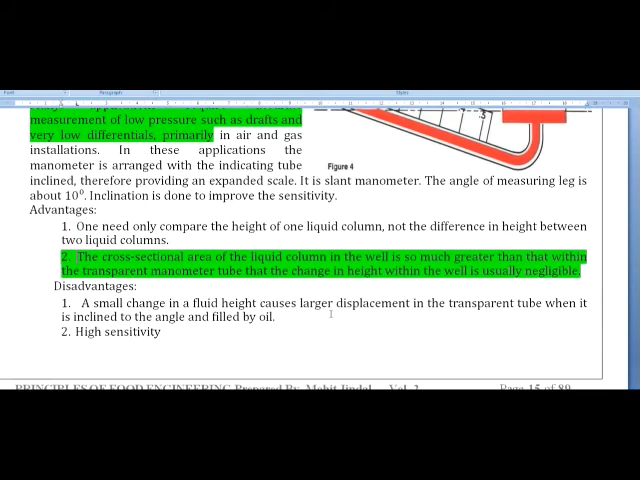 Font Paragraph Styles
3
measurement of low pressure such as drafts and
very low differentials, primarily in air and gas
installations. In these applications the
manometer is arranged with the indicating tube
Figure 4
inclined, therefore providing an expanded scale. It is slant manometer. The angle of measuring leg is
about 10⁰. Inclination is done to improve the sensitivity.
Advantages:
1. One need only compare the height of one liquid column, not the difference in height between
two liquid columns.
2. The cross-sectional area of the liquid column in the well is so much greater than that within
the transparent manometer tube that the change in height within the well is usually negligible.
Disadvantages:
1. A small change in a fluid height causes larger displacement in the transparent tube when it
is inclined to the angle and filled by oil.
2. High sensitivity
PRINCIPLES OF FOOD ENGINEERING Prepared By- Mohit Jindal Vol. 2 Page 15 of 89